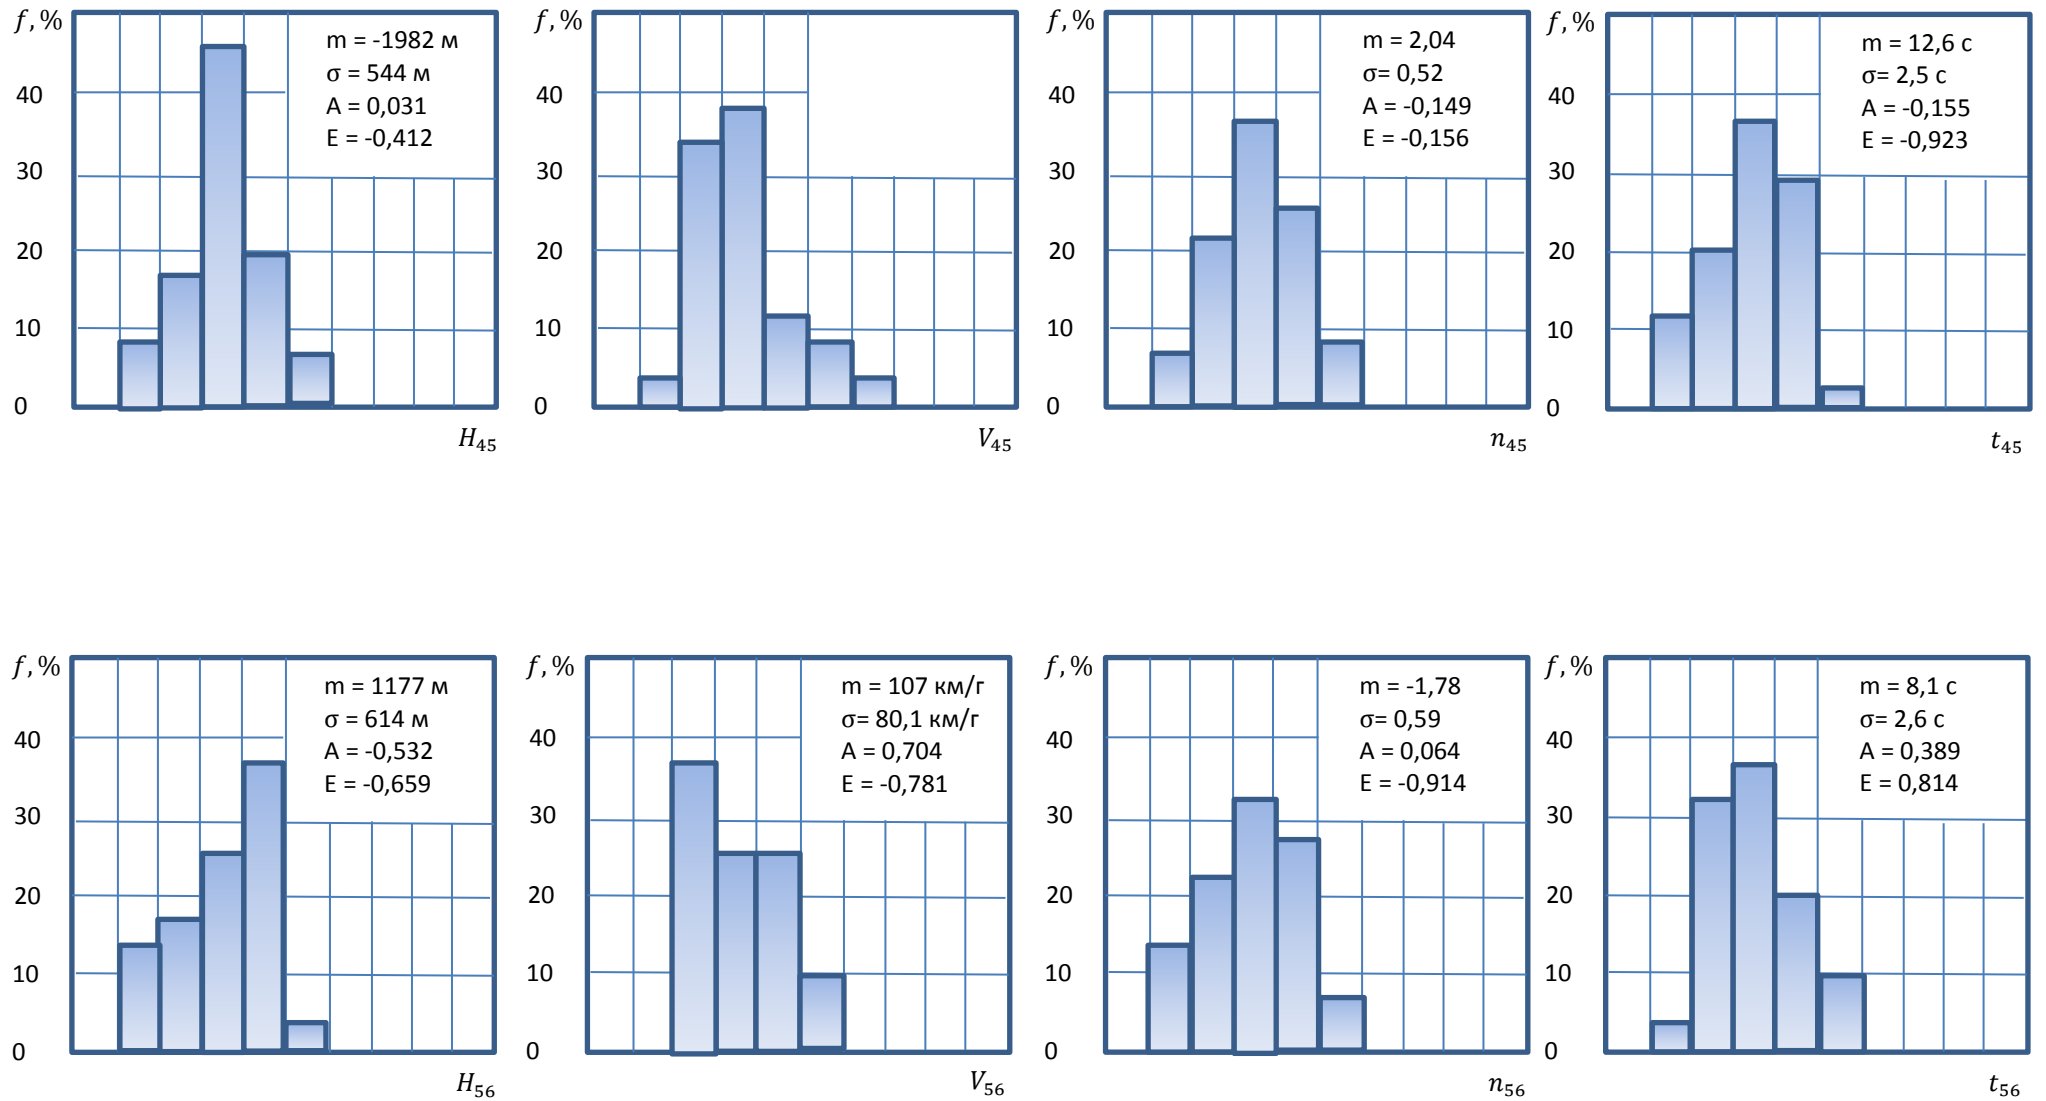 f, %
m = -1982 м
σ = 544 м
A = 0,031
E = -0,412
40
30
20
10
0
H₄₅
f, %
40
30
20
10
0
V₄₅
f, %
m = 2,04
σ= 0,52
A = -0,149
E = -0,156
40
30
20
10
0
n₄₅
f, %
m = 12,6 с
σ= 2,5 с
A = -0,155
E = -0,923
40
30
20
10
0
t₄₅
f, %
m = 1177 м
σ = 614 м
A = -0,532
E = -0,659
40
30
20
10
0
H₅₆
f, %
m = 107 км/г
σ= 80,1 км/г
A = 0,704
E = -0,781
40
30
20
10
0
V₅₆
f, %
m = -1,78
σ= 0,59
A = 0,064
E = -0,914
40
30
20
10
0
n₅₆
f, %
m = 8,1 с
σ= 2,6 с
A = 0,389
E = 0,814
40
30
20
10
0
t₅₆